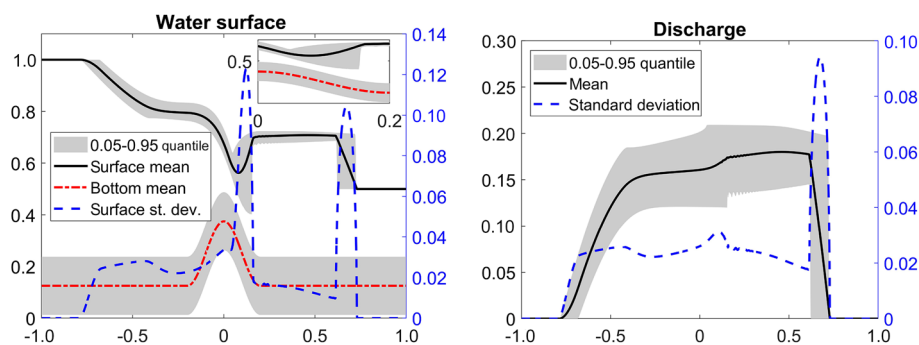 Water surface
1.0
0.8
0.6
0.4
0.2
0
-1.0 -0.5 0 0.5 1.0
0.14
0.12
0.10
0.08
0.06
0.04
0.02
0
0.5
0 0.2
0.05-0.95 quantile
Surface mean
Bottom mean
Surface st. dev.
Discharge
0.30
0.25
0.20
0.15
0.10
0.05
0
-1.0 -0.5 0 0.5 1.0
0.10
0.08
0.06
0.04
0.02
0
0.05-0.95 quantile
Mean
Standard deviation